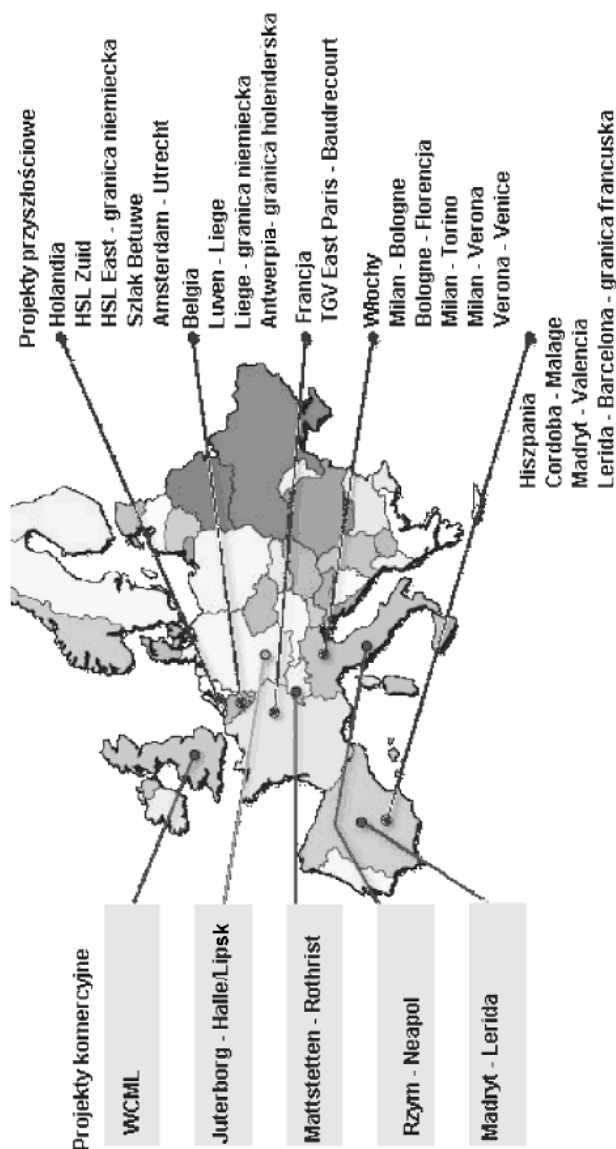 Projekty komercyjne
WCML
Juterborg - Halle/Lipsk
Mattstetten - Rothrist
Rzym - Neapol
Madryt - Lerida
Projekty przyszłościowe
Holandia
HSL Zuid
HSL East - granica niemiecka
Szlak Betuwe
Amsterdam - Utrecht
Belgia
Luwen - Liege
Liege - granica niemiecka
Antwerpia- granica holenderska
Francja
TGV East Paris - Baudrecourt
Włochy
Milan - Bologne
Bologne - Florencja
Milan - Torino
Milan - Verona
Verona - Venice
Hiszpania
Cordoba - Malage
Madryt - Valencia
Lerida - Barcelona - granica francuska